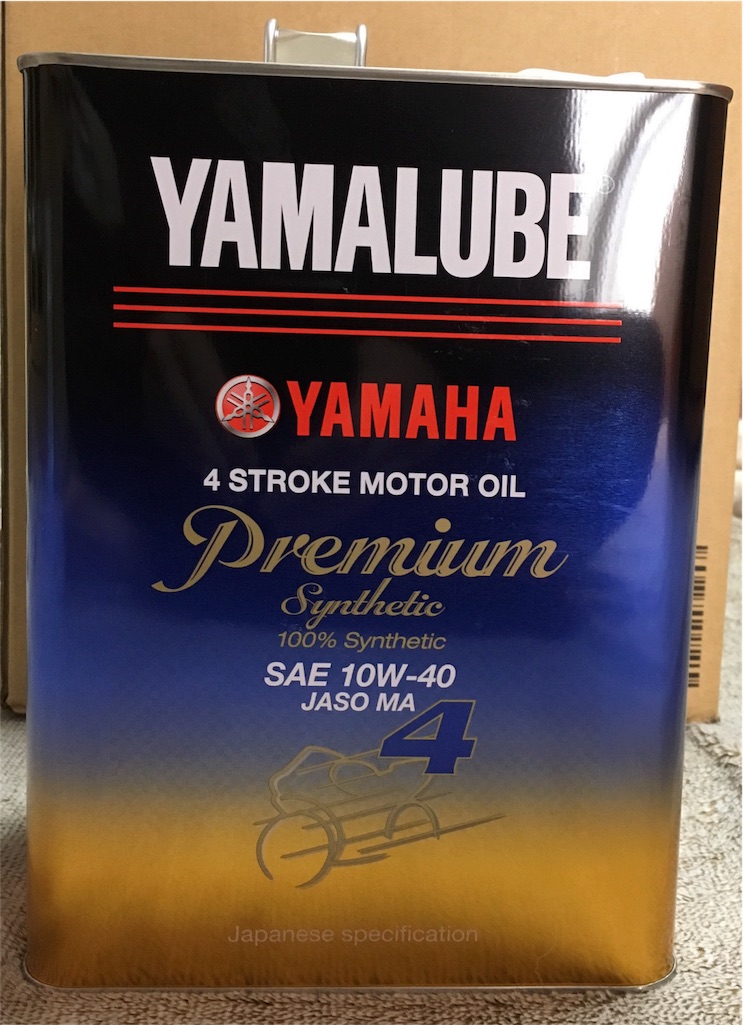 YAMALUBE®
YAMAHA
4 STROKE MOTOR OIL
Premium
Synthetic
100% Synthetic
SAE 10W-40
JASO MA
4
Japanese specification